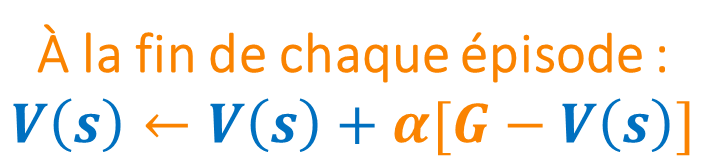 À la fin de chaque épisode :
V(s) ← V(s) + α[G − V(s)]